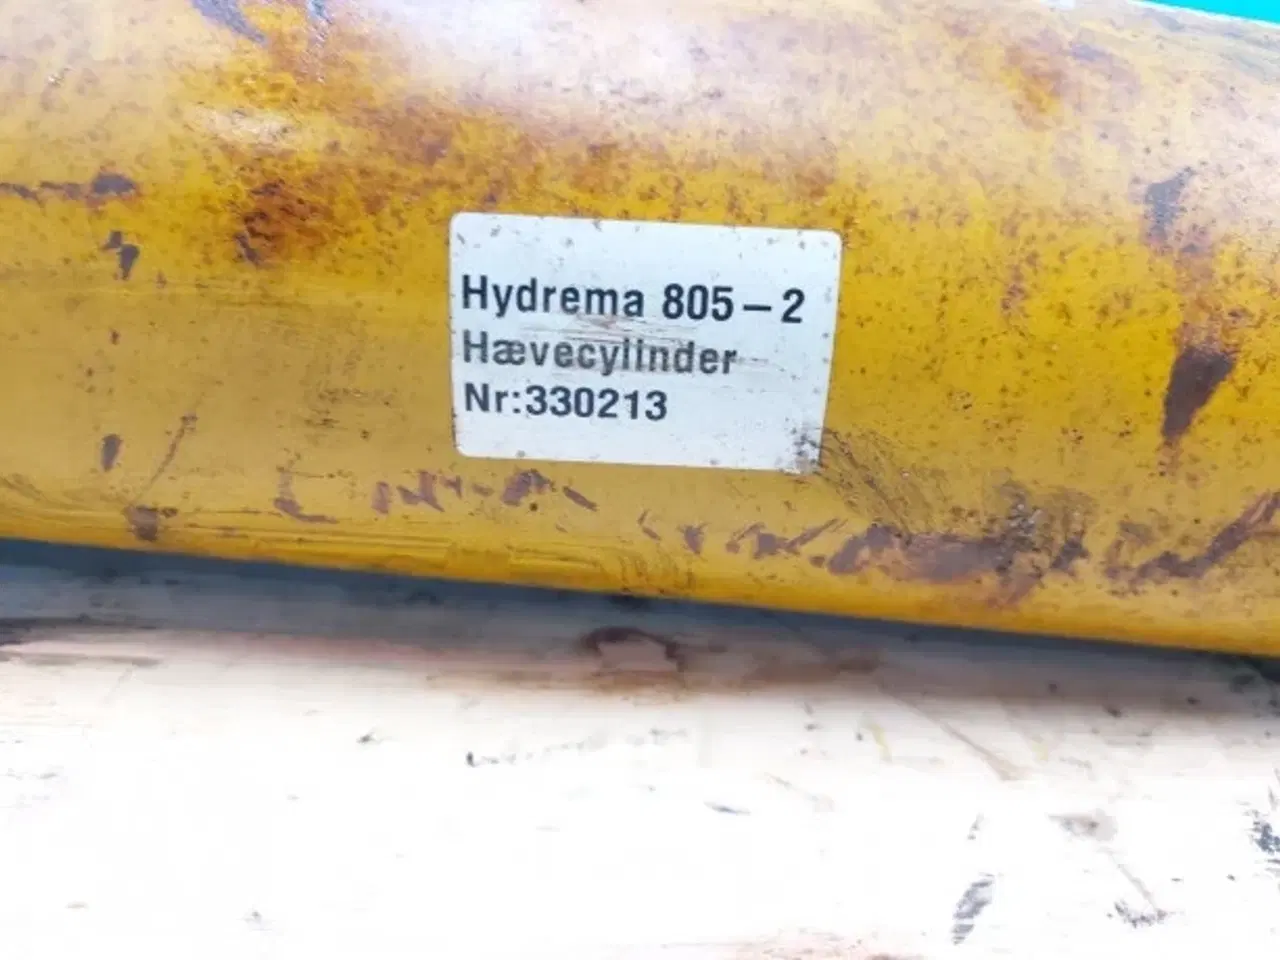 Hydrema 805-2
Hævecylinder
Nr:330213